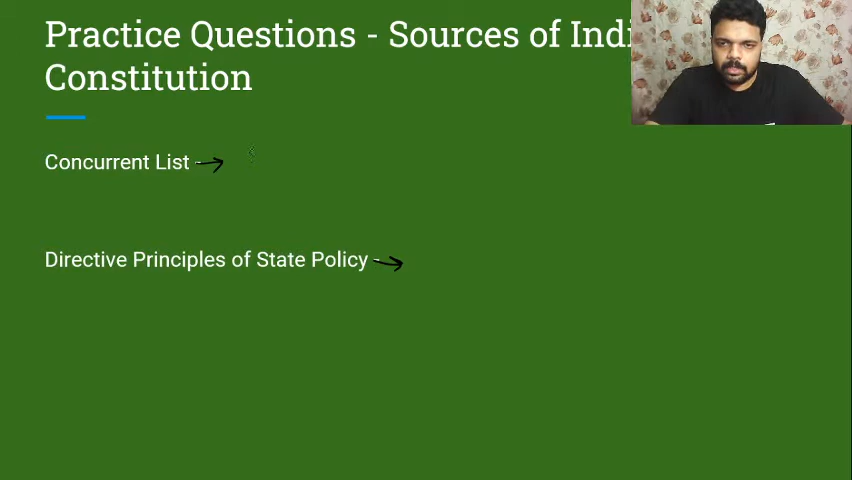 Practice Questions - Sources of Indi
Constitution
Concurrent List -
Directive Principles of State Policy -